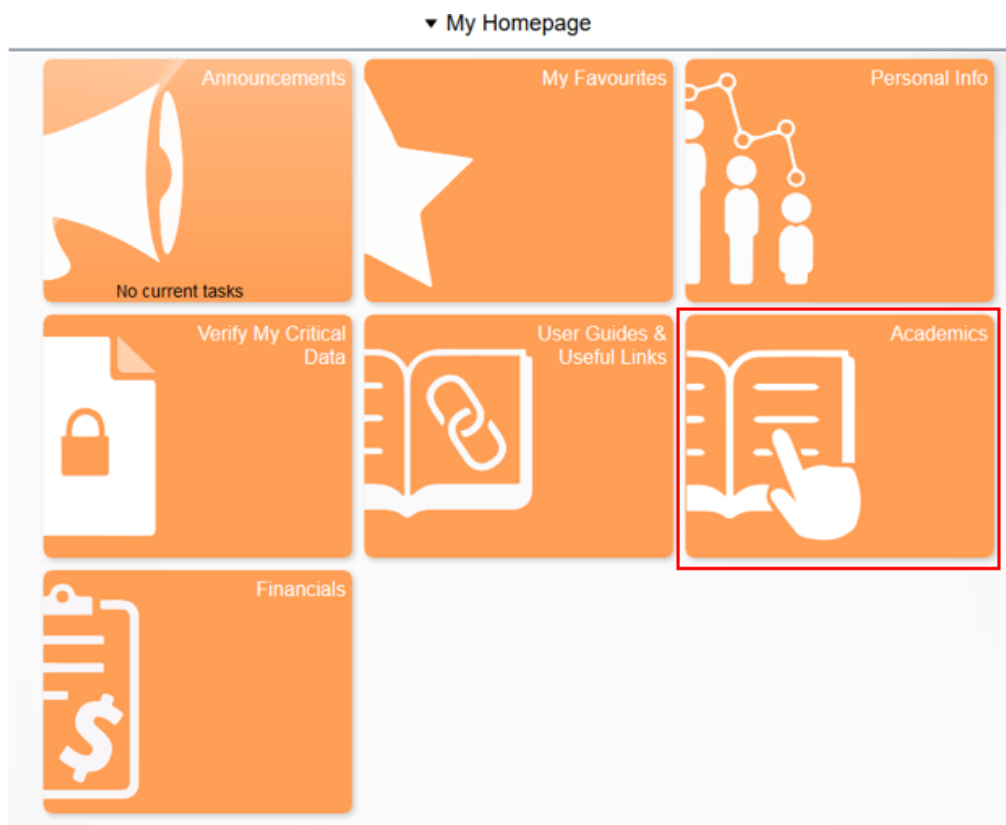 My Homepage
Announcements
My Favourites
Personal Info
No current tasks
Verify My Critical
Data
User Guides &
Useful Links
Academics
Financials
$